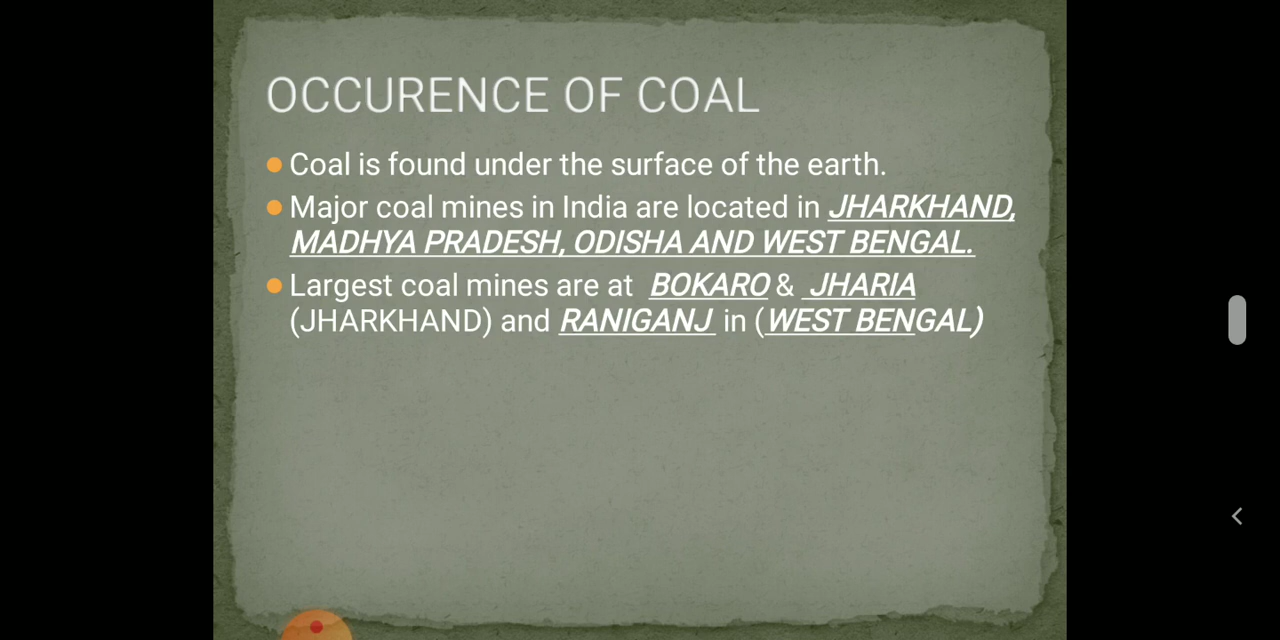 OCCURENCE OF COAL
Coal is found under the surface of the earth.
Major coal mines in India are located in JHARKHAND,
MADHYA PRADESH, ODISHA AND WEST BENGAL.
Largest coal mines are at BOKARO & JHARIA
(JHARKHAND) and RANIGANJ in (WEST BENGAL)